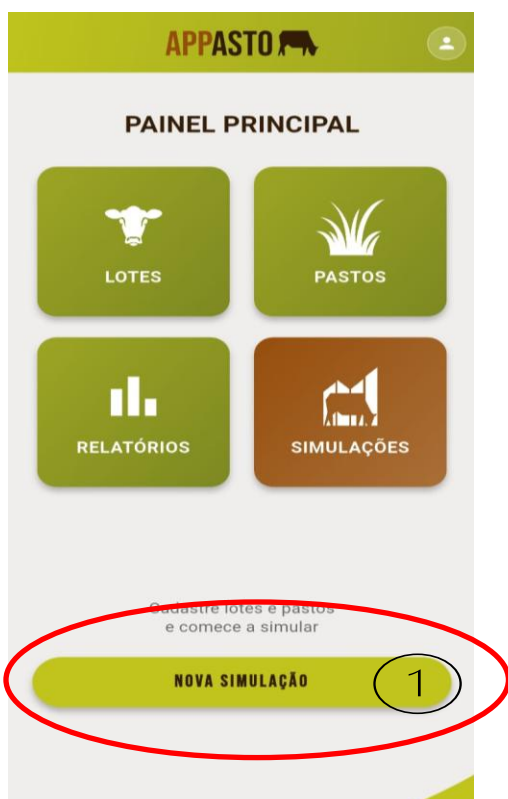 APPASTO
PAINEL PRINCIPAL
LOTES
PASTOS
RELATÓRIOS
SIMULAÇÕES
Cadastre lotes e pastos
e comece a simular
NOVA SIMULAÇÃO
1